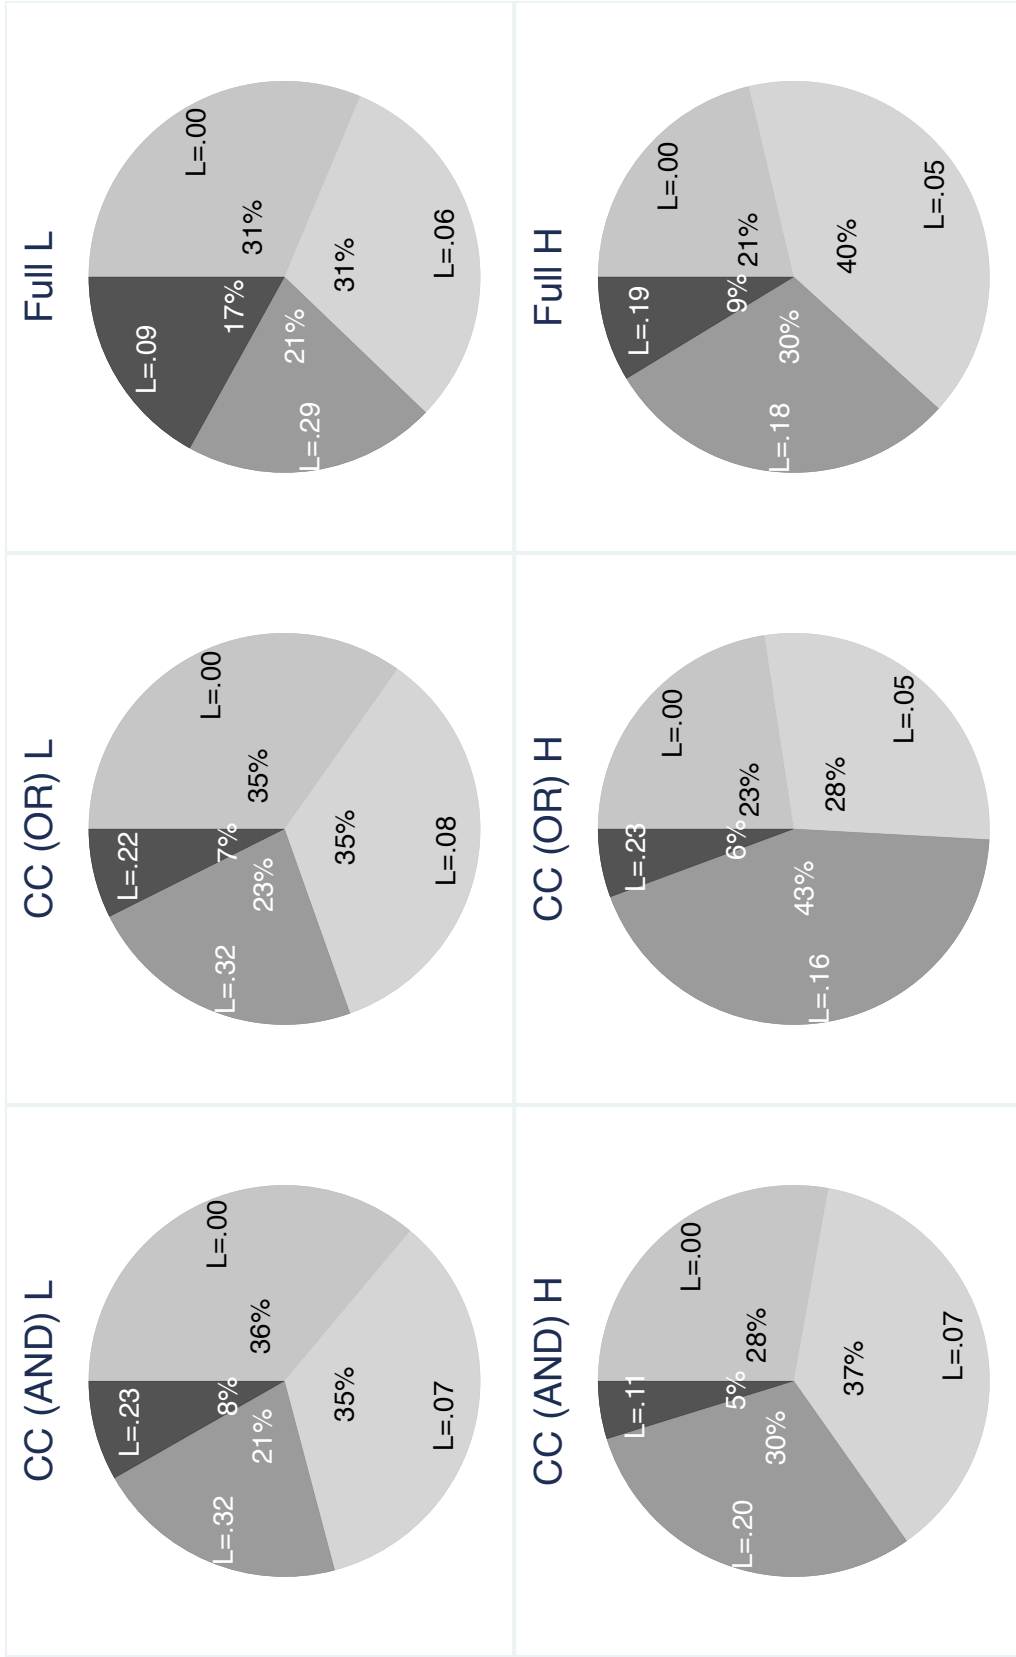 CC (AND) L
L=.23
8%
L=.00
36%
21%
L=.32
35%
L=.07
CC (OR) L
L=.22
7%
L=.00
35%
23%
L=.32
35%
L=.08
Full L
L=.09
17%
L=.00
31%
21%
L=.29
31%
L=.06
CC (AND) H
L=.11
5%
L=.00
28%
30%
L=.20
37%
L=.07
CC (OR) H
L=.23
6%
L=.00
23%
43%
L=.16
28%
L=.05
Full H
L=.19
9%
L=.00
21%
30%
L=.18
40%
L=.05